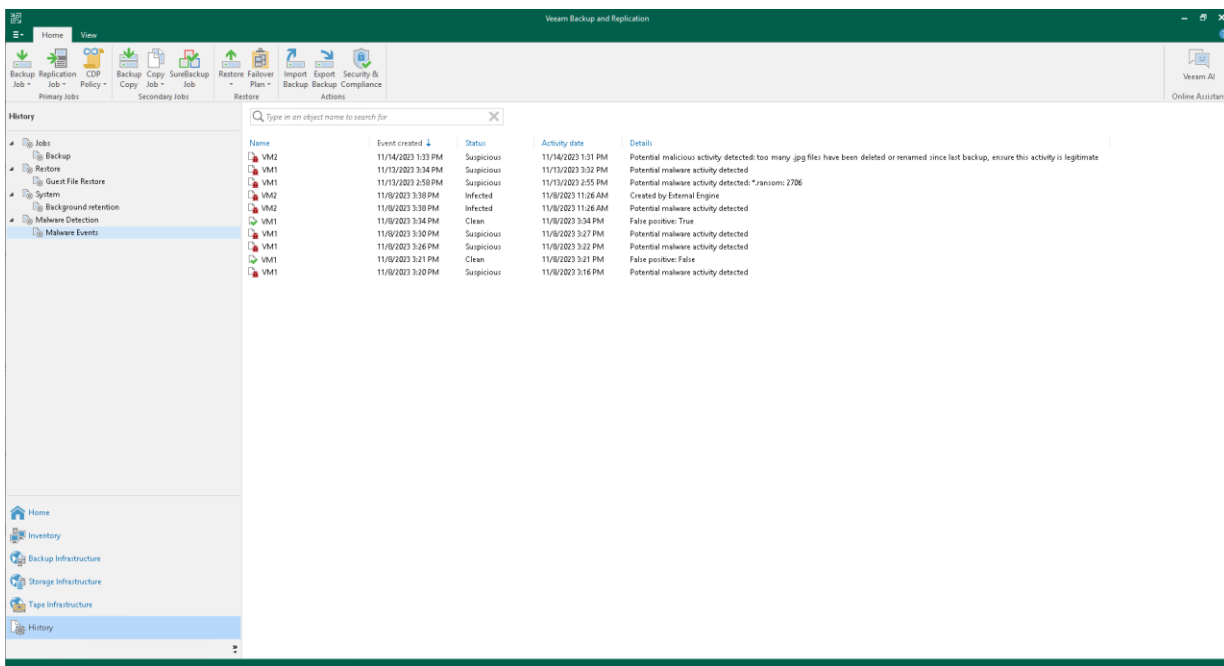 Veeam Backup and Replication
Home View
Backup Job Replication Job CDP Policy Backup Copy Copy Job SureBackup Job Restore Failover Plan Import Backup Export Backup Security & Compliance Veeam AI
Primary Jobs Secondary Jobs Restore Actions Online Assistan
History
Type in an object name to search for
Jobs
Backup
Restore
Guest File Restore
System
Background retention
Malware Detection
Malware Events
Name Event created Status Activity date Details
VM2 11/14/2023 1:33 PM Suspicious 11/14/2023 1:31 PM Potential malicious activity detected: too many .jpg files have been deleted or renamed since last backup, ensure this activity is legitimate
VM1 11/13/2023 3:34 PM Suspicious 11/13/2023 3:32 PM Potential malware activity detected
VM1 11/13/2023 2:58 PM Suspicious 11/13/2023 2:55 PM Potential malware activity detected: *.ransom: 2706
VM2 11/8/2023 3:38 PM Infected 11/8/2023 11:26 AM Created by External Engine
VM2 11/8/2023 3:38 PM Infected 11/8/2023 11:26 AM Potential malware activity detected
VM1 11/8/2023 3:34 PM Clean 11/8/2023 3:34 PM False positive: True
VM1 11/8/2023 3:30 PM Suspicious 11/8/2023 3:27 PM Potential malware activity detected
VM1 11/8/2023 3:26 PM Suspicious 11/8/2023 3:22 PM Potential malware activity detected
VM1 11/8/2023 3:21 PM Clean 11/8/2023 3:21 PM False positive: False
VM1 11/8/2023 3:20 PM Suspicious 11/8/2023 3:16 PM Potential malware activity detected
Home
Inventory
Backup Infrastructure
Storage Infrastructure
Tape Infrastructure
History